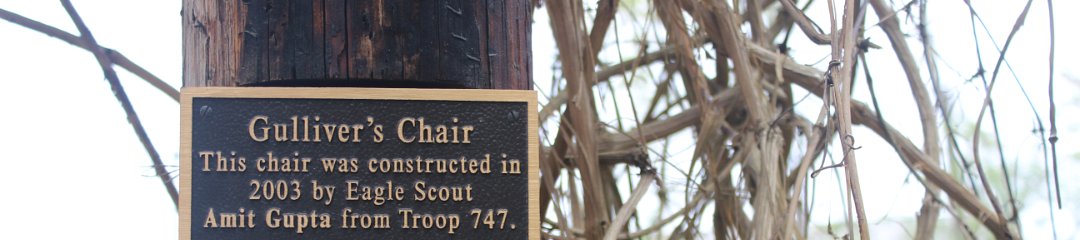 Gulliver's Chair
This chair was constructed in
2003 by Eagle Scout
Amit Gupta from Troop 747.